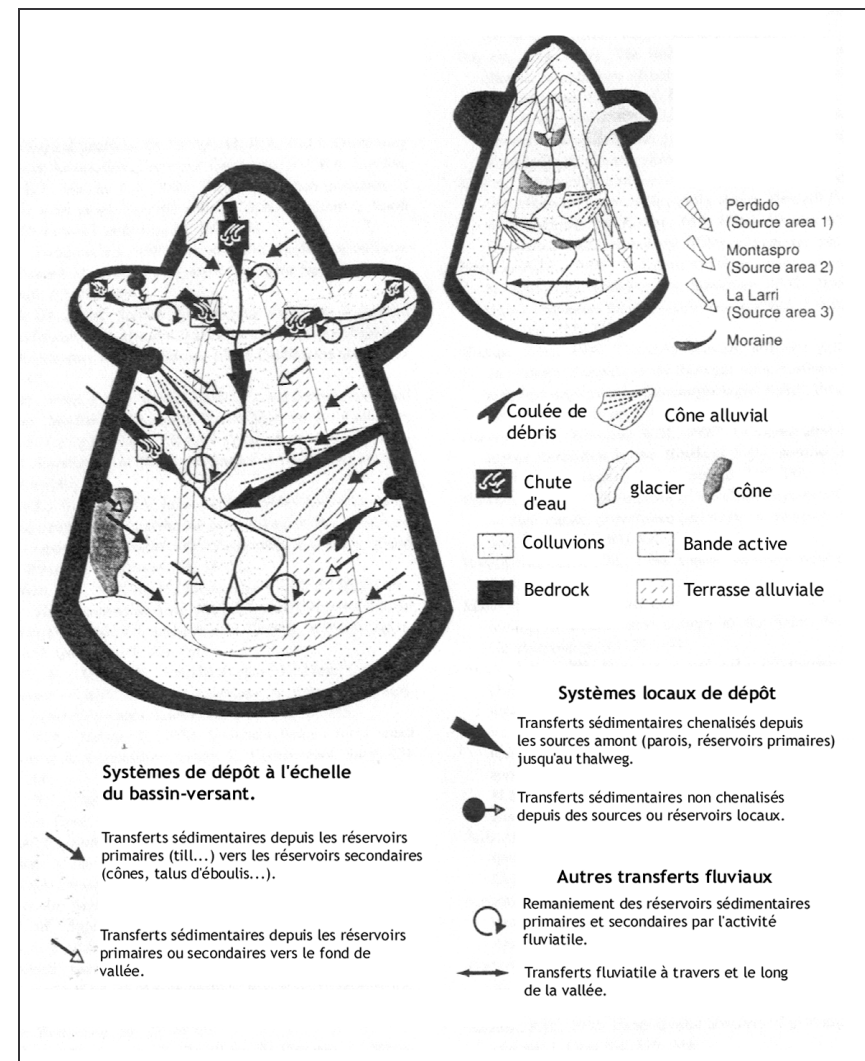 Perdido
(Source area 1)
Montaspro
(Source area 2)
La Larri
(Source area 3)
Moraine
Coulée de
débris
Cône alluvial
Chute
d'eau
glacier
cône
Colluvions
Bande active
Bedrock
Terrasse alluviale
Systèmes locaux de dépôt
Transferts sédimentaires chenalisés depuis
les sources amont (parois, réservoirs primaires)
jusqu'au thalweg.
Transferts sédimentaires non chenalisés
depuis des sources ou réservoirs locaux.
Autres transferts fluviaux
Remaniement des réservoirs sédimentaires
primaires et secondaires par l'activité
fluviatile.
Transferts fluviatile à travers et le long
de la vallée.
Systèmes de dépôt à l'échelle
du bassin-versant.
Transferts sédimentaires depuis les réservoirs
primaires (till...) vers les réservoirs secondaires
(cônes, talus d'éboulis...).
Transferts sédimentaires depuis les réservoirs
primaires ou secondaires vers le fond de
vallée.